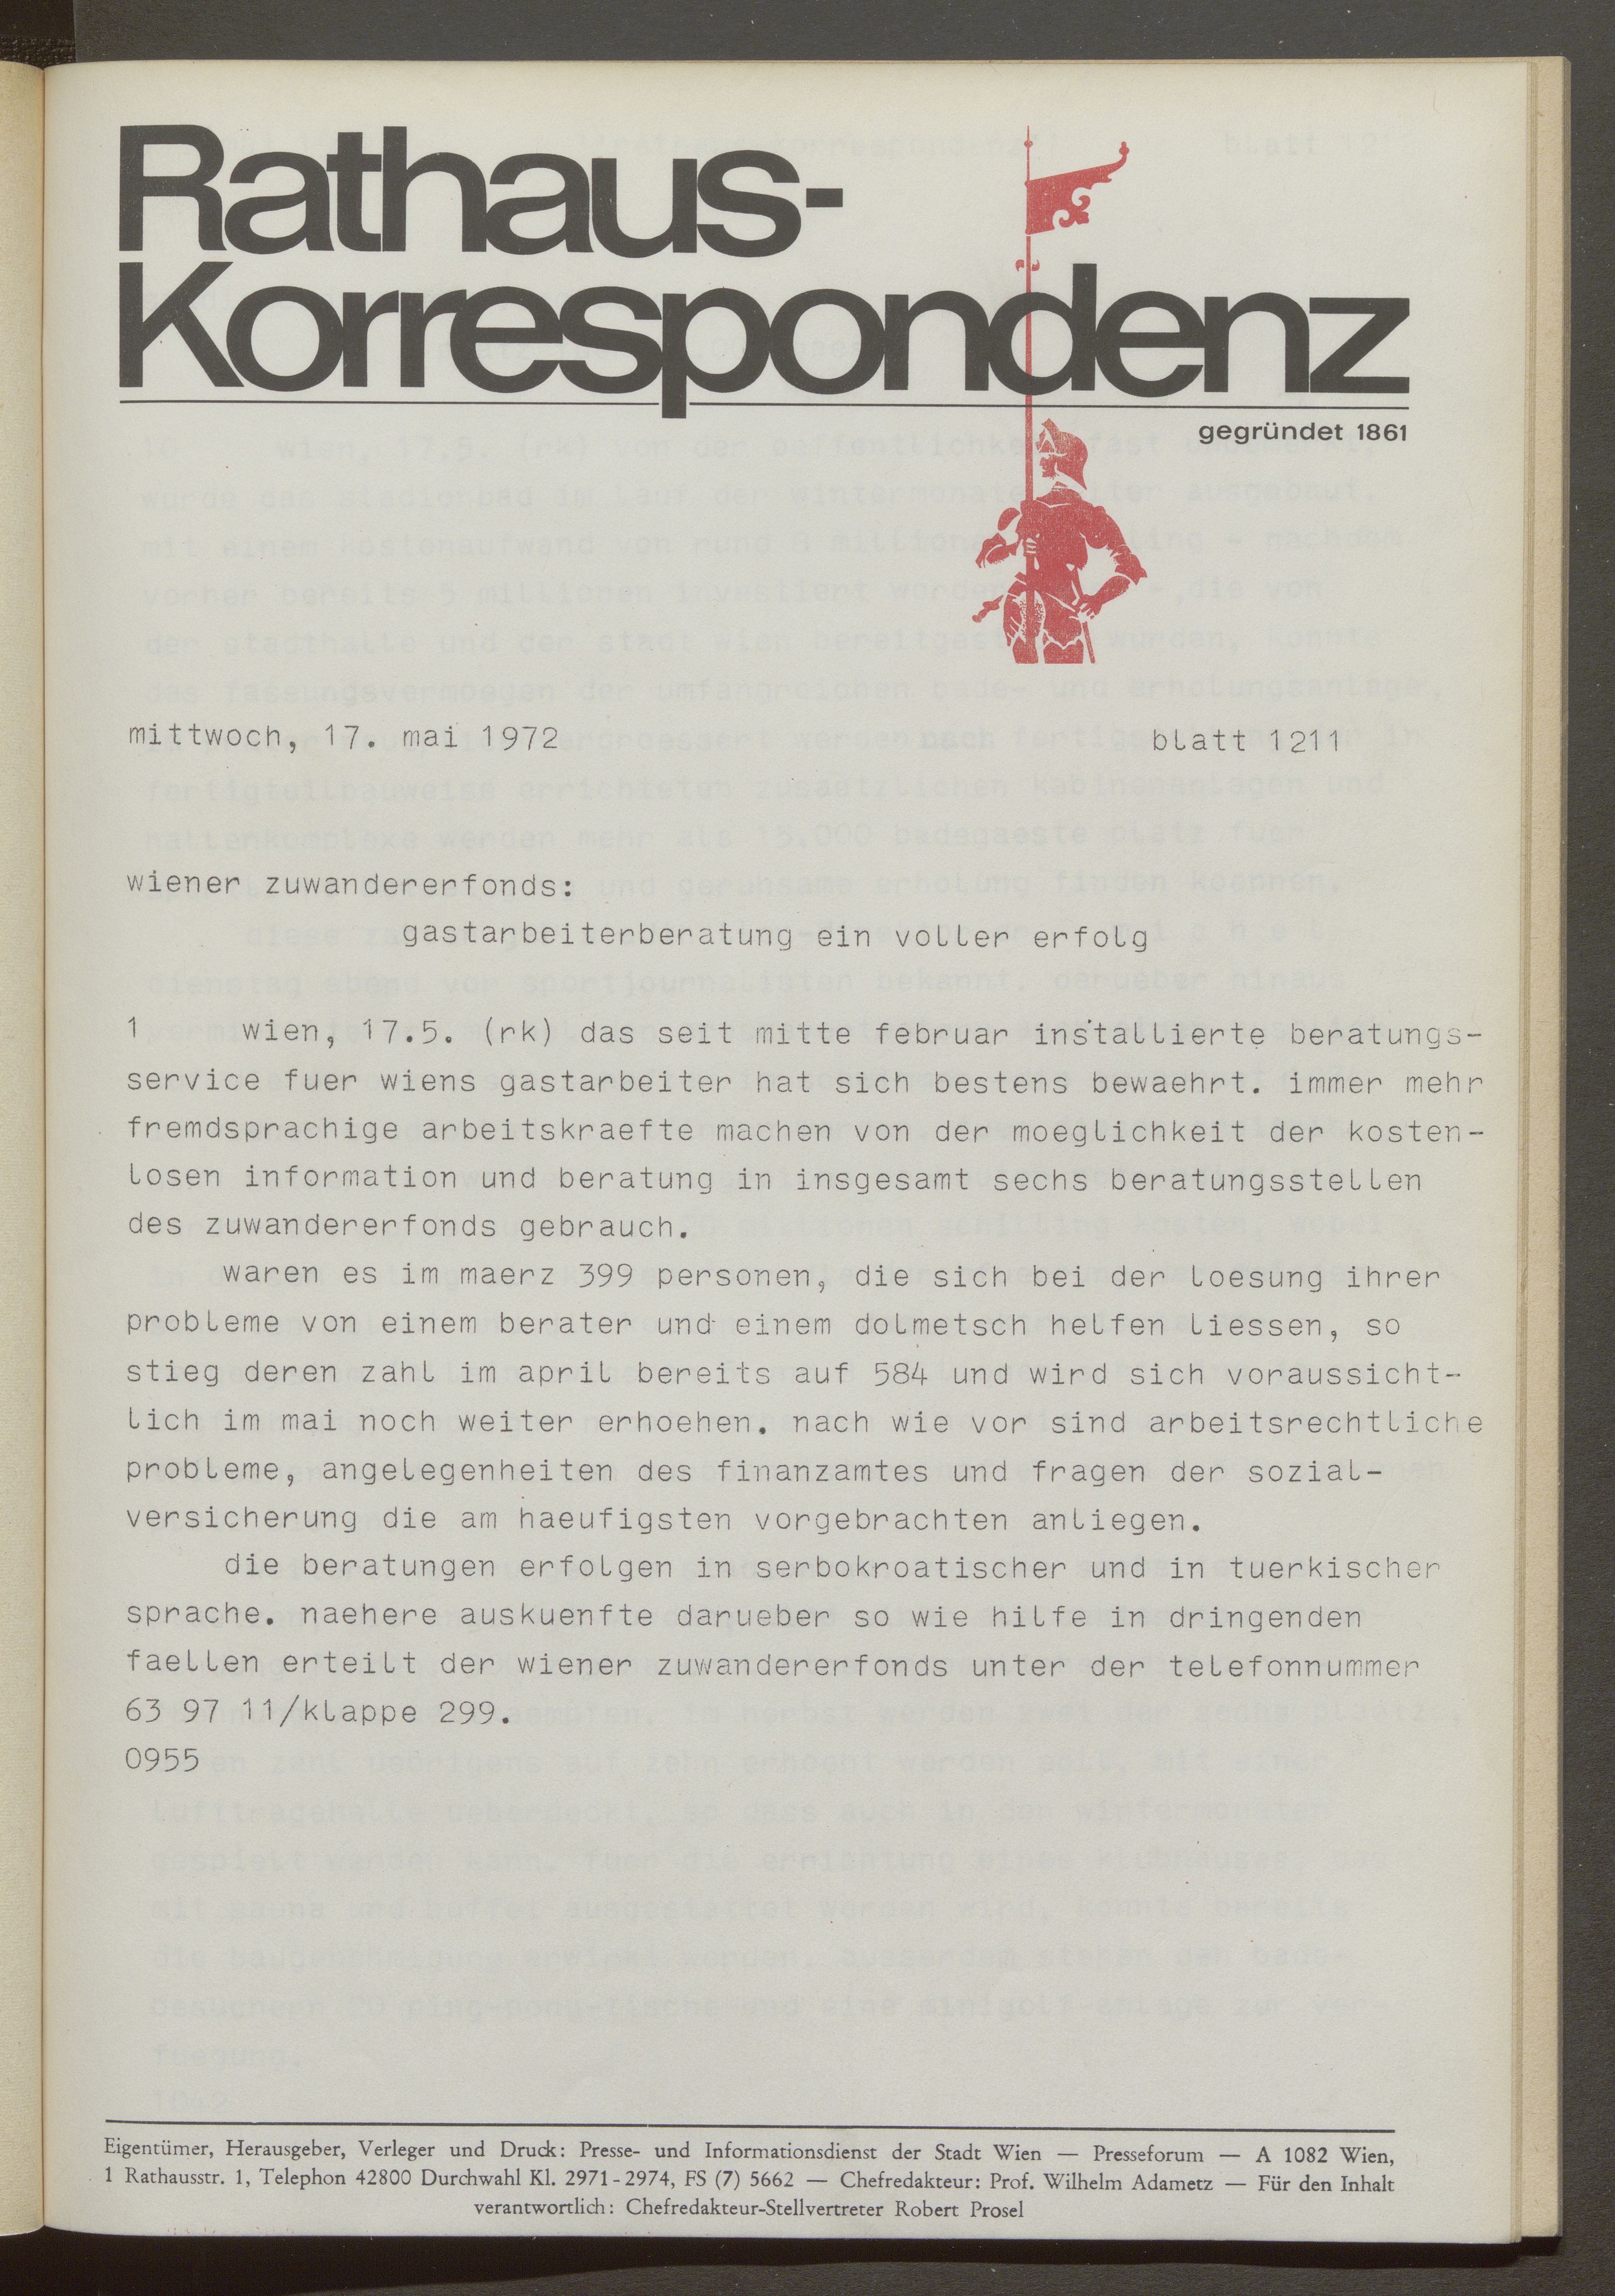 Rathaus-
Korrespondenz
gegründet 1861
mittwoch, 17. mai 1972 blatt 1211
wiener zuwandererfonds:
gastarbeiterberatung ein voller erfolg
1 wien, 17.5. (rk) das seit mitte februar installierte beratungs-
service fuer wiens gastarbeiter hat sich bestens bewaehrt. immer mehr
fremdsprachige arbeitskraefte machen von der moeglichkeit der kosten-
losen information und beratung in insgesamt sechs beratungsstellen
des zuwandererfonds gebrauch.
waren es im maerz 399 personen, die sich bei der loesung ihrer
probleme von einem berater und einem dolmetsch helfen liessen, so
stieg deren zahl im april bereits auf 584 und wird sich voraussicht-
lich im mai noch weiter erhoehen. nach wie vor sind arbeitsrechtliche
probleme, angelegenheiten des finanzamtes und fragen der sozial-
versicherung die am haeufigsten vorgebrachten anliegen.
die beratungen erfolgen in serbokroatischer und in tuerkischer
sprache. naehere auskuenfte darueber so wie hilfe in dringenden
faellen erteilt der wiener zuwandererfonds unter der telefonnummer
63 97 11/klappe 299.
0955
Eigentümer, Herausgeber, Verleger und Druck: Presse- und Informationsdienst der Stadt Wien — Presseforum — A 1082 Wien,
1 Rathausstr. 1, Telephon 42800 Durchwahl Kl. 2971-2974, FS (7) 5662 — Chefredakteur: Prof. Wilhelm Adametz — Für den Inhalt
verantwortlich: Chefredakteur-Stellvertreter Robert Prosel